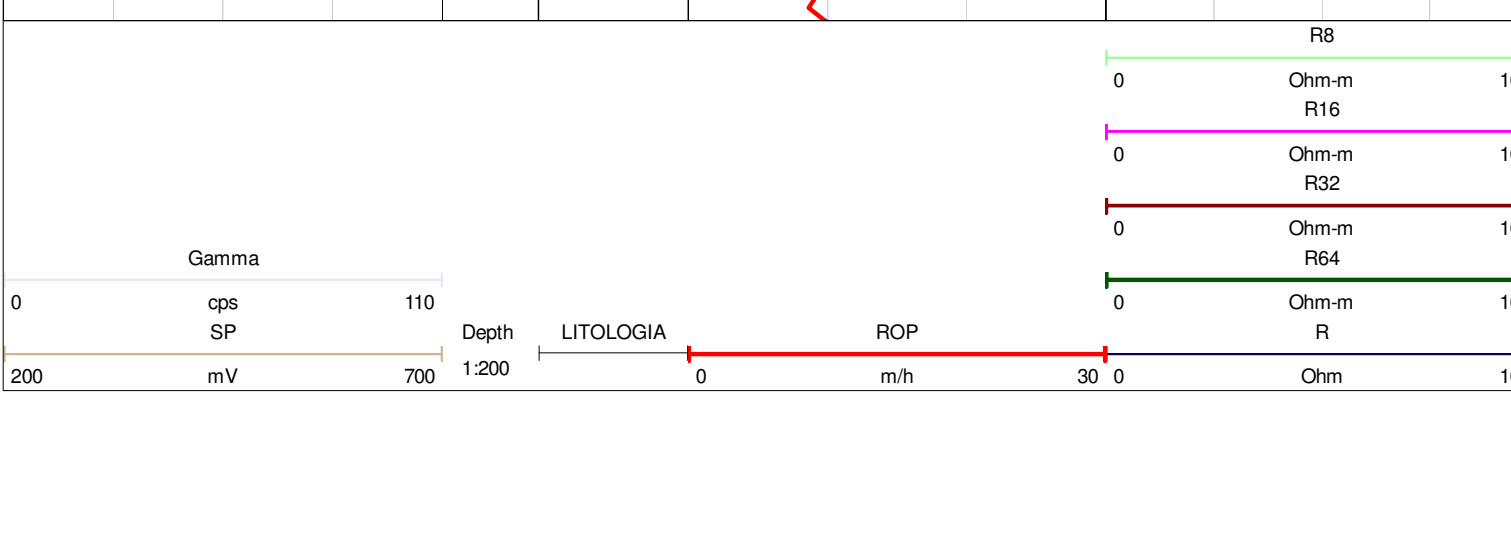 R8
0 Ohm-m
R16
0 Ohm-m
R32
0 Ohm-m
Gamma R64
0 cps 110 0 Ohm-m
SP Depth LITOLOGIA ROP R
1:200
200 mV 700 0 m/h 30 0 Ohm